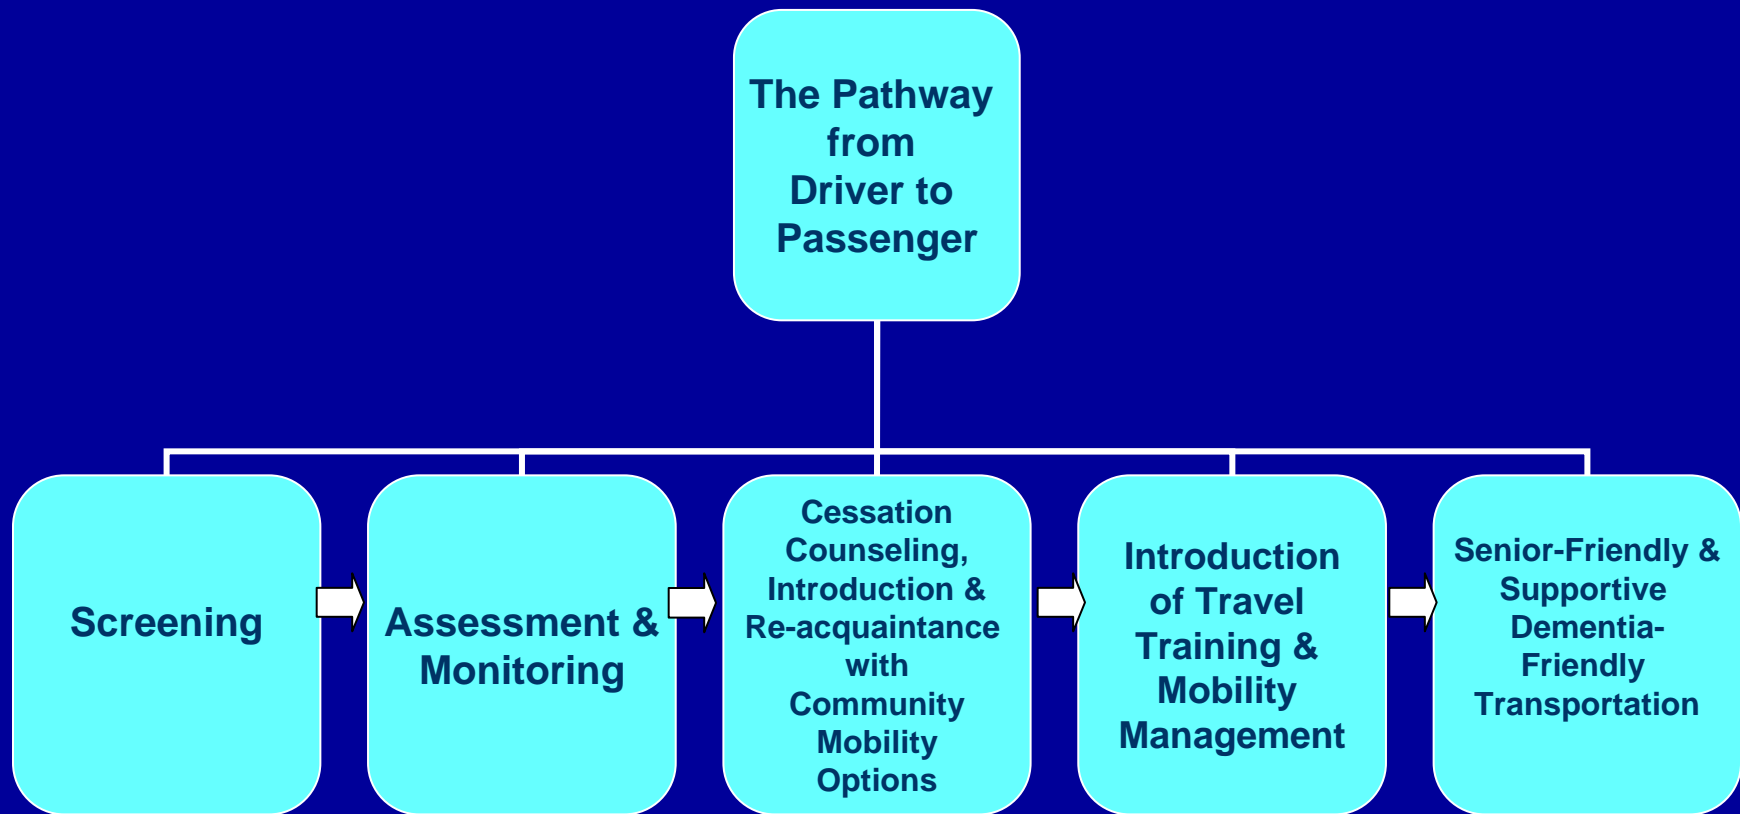 The Pathway
from
Driver to
Passenger
Screening
Assessment &
Monitoring
Cessation
Counseling,
Introduction &
Re-acquaintance
with
Community
Mobility
Options
Introduction
of Travel
Training &
Mobility
Management
Senior-Friendly &
Supportive
Dementia-
Friendly
Transportation